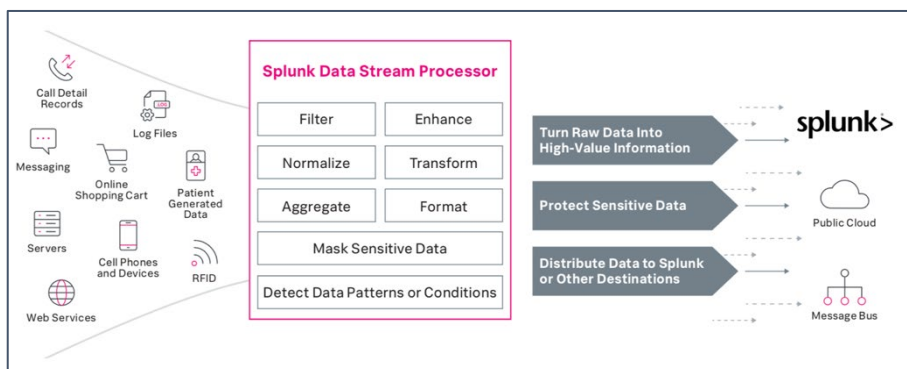 Call Detail
Records
LOG
Log Files
Messaging
Online
Shopping Cart
Patient
Generated
Data
Servers
Cell Phones
and Devices
RFID
Web Services
Splunk Data Stream Processor
Filter
Enhance
Normalize
Transform
Aggregate
Format
Mask Sensitive Data
Detect Data Patterns or Conditions
Turn Raw Data Into
High-Value Information
Protect Sensitive Data
Distribute Data to Splunk
or Other Destinations
splunk>
Public Cloud
Message Bus